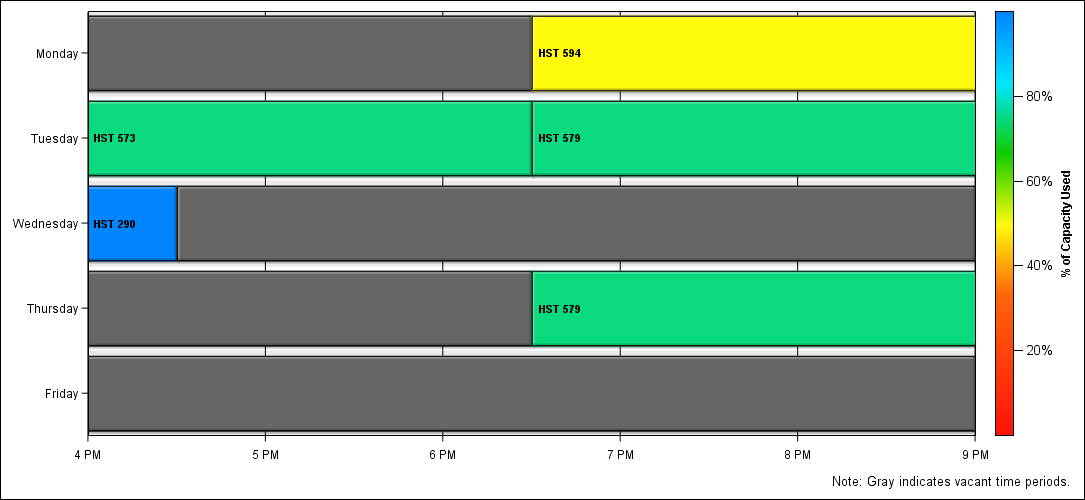 Monday
HST 594
Tuesday
HST 573
HST 579
Wednesday
HST 290
Thursday
HST 579
Friday
4 PM
5 PM
6 PM
7 PM
8 PM
9 PM
80%
60%
40%
20%
% of Capacity Used
Note: Gray indicates vacant time periods.